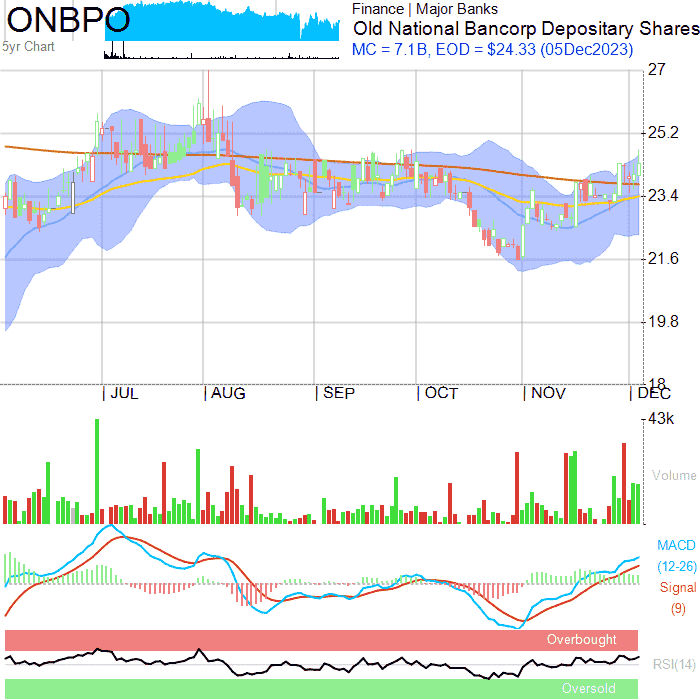 ONBPO
5yr Chart
Finance | Major Banks
Old National Bancorp Depositary Shares
MC = 7.1B, EOD = $24.33 (05Dec2023)
27
25.2
23.4
21.6
19.8
18
JUL AUG SEP OCT NOV DEC
43k
Volume
MACD
(12-26)
Signal
(9)
Overbought
RSI(14)
Oversold